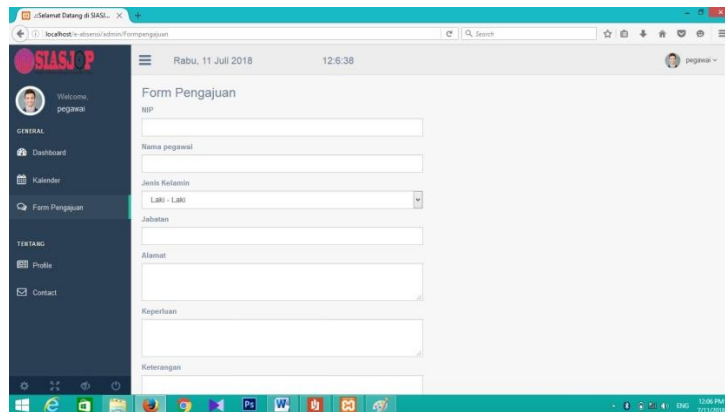 .:Selamat Datang di SIASI...
localhost/e-absensi/admin/Formpengajuan
Search
SIASJOP
Rabu, 11 Juli 2018
12:6:38
pegawai
Welcome,
pegawai
GENERAL
Dashboard
Kalender
Form Pengajuan
TENTANG
Profile
Contact
Form Pengajuan
NIP
Nama pegawai
Jenis Kelamin
Laki - Laki
Jabatan
Alamat
Keperluan
Keterangan
Ps
ENG
12:06 PM